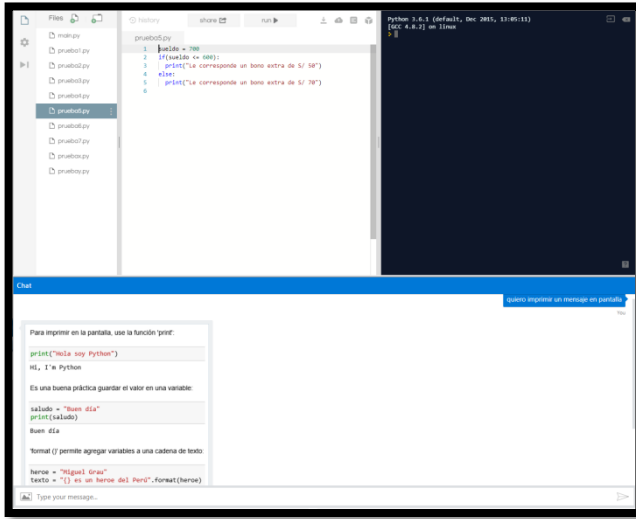 Files
history
share
run
main.py
prueba1.py
prueba2.py
prueba3.py
prueba4.py
prueba5.py
prueba6.py
prueba7.py
pruebax.py
pruebay.py
prueba5.py
1 sueldo = 700
2 if(sueldo <= 600):
3 print("Le corresponde un bono extra de S/ 50")
4 else:
5 print("Le corresponde un bono extra de S/ 70")
6
Python 3.6.1 (default, Dec 2015, 13:05:11)
[GCC 4.8.2] on linux
>
Chat
quiero imprimir un mensaje en pantalla
You
Para imprimir en la pantalla, use la función 'print':
print("Hola soy Python")
Hi, I'm Python
Es una buena práctica guardar el valor en una variable:
saludo = "Buen día"
print(saludo)
Buen día
'format ()' permite agregar variables a una cadena de texto
heroe = "Miguel Grau"
texto = "{} es un heroe del Perú".format(heroe)
Type your message...